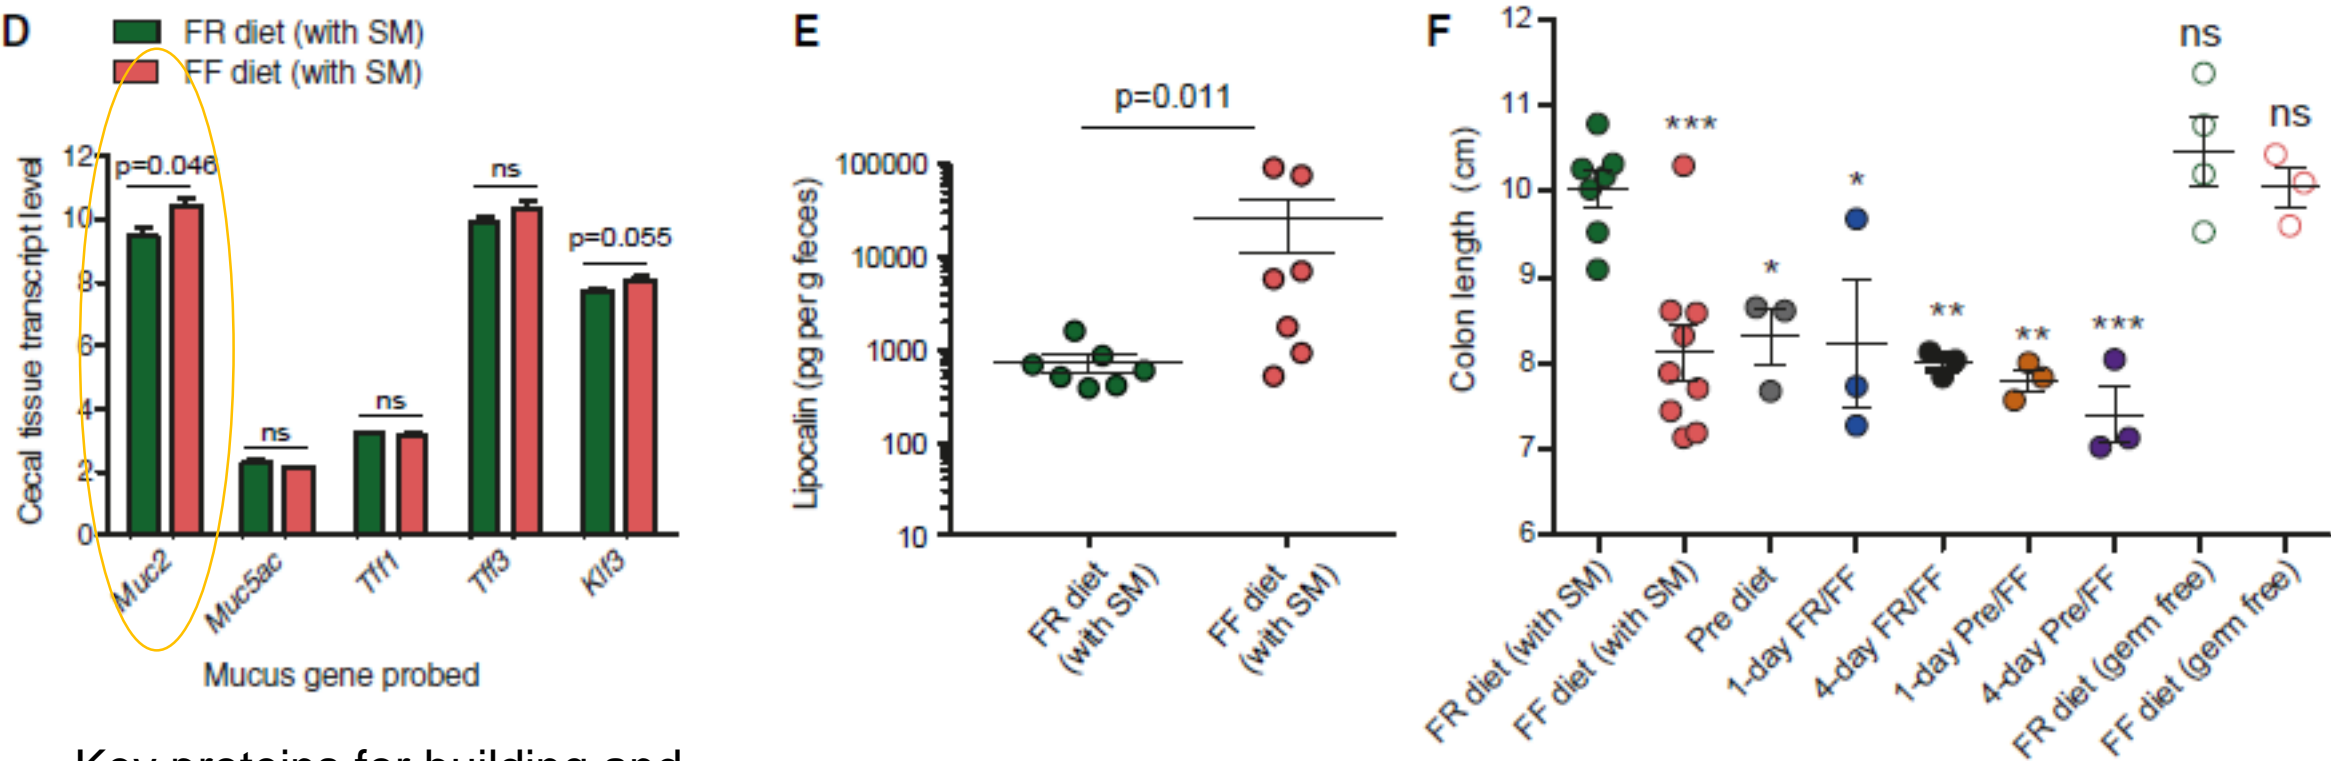 D
FR diet (with SM)
FF diet (with SM)
Cecal tissue transcript level
12
10
8
6
4
2
0
p=0.046
ns
ns
ns
p=0.055
Muc2
Muc5ac
Tff1
Tff3
Klf3
Mucus gene probed
Key proteins for building and
E
p=0.011
Lipocalin (pg per g feces)
100000
10000
1000
100
10
FR diet
(with SM)
FF diet
(with SM)
F
Colon length (cm)
12
11
10
9
8
7
6
***
*
*
**
**
***
ns
ns
FR diet (with SM)
FF diet (with SM)
Pre diet
1-day FR/FF
4-day FR/FF
1-day Pre/FF
4-day Pre/FF
FR diet (germ free)
FF diet (germ free)